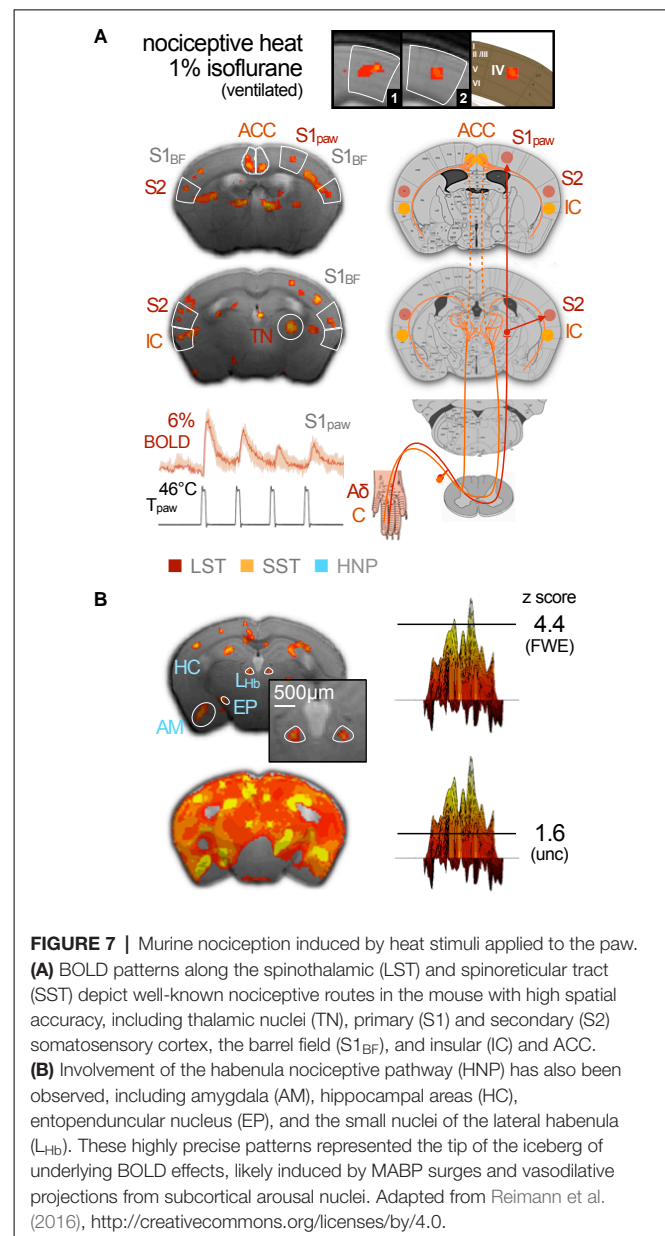 A
nociceptive heat
1% isoflurane
(ventilated)
1
2
I
II /III
IV
V
VI
ACC
S1paw
S1BF
S1BF
S2
ACC
S1paw
S2
IC
S1BF
S2
IC
TN
S2
IC
6%
BOLD
S1paw
46°C
Tpaw
Aδ
C
LST
SST
HNP
B
HC
LHb
EP
AM
500μm
z score
4.4
(FWE)
1.6
(unc)
FIGURE 7 | Murine nociception induced by heat stimuli applied to the paw.
(A) BOLD patterns along the spinothalamic (LST) and spinoreticular tract
(SST) depict well-known nociceptive routes in the mouse with high spatial
accuracy, including thalamic nuclei (TN), primary (S1) and secondary (S2)
somatosensory cortex, the barrel field (S1BF), and insular (IC) and ACC.
(B) Involvement of the habenula nociceptive pathway (HNP) has also been
observed, including amygdala (AM), hippocampal areas (HC),
entopenduncular nucleus (EP), and the small nuclei of the lateral habenula
(LHb). These highly precise patterns represented the tip of the iceberg of
underlying BOLD effects, likely induced by MABP surges and vasodilative
projections from subcortical arousal nuclei. Adapted from Reimann et al.
(2016), http://creativecommons.org/licenses/by/4.0.